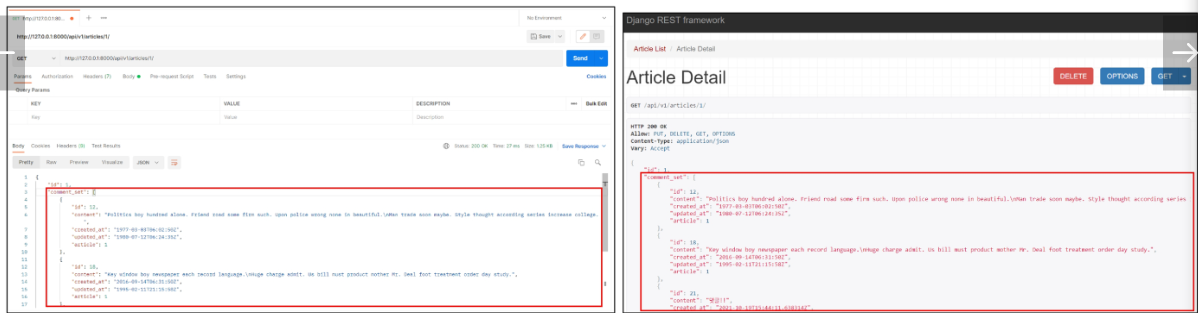 GET http://127.0.0.1:80...
No Environment
http://127.0.0.1:8000/api/v1/articles/1/
Save
GET
http://127.0.0.1:8000/api/v1/articles/1/
Send
Params Authorization Headers (7) Body Pre-request Script Tests Settings
Cookies
Query Params
KEY VALUE DESCRIPTION
Bulk Edit
Key Value Description
Body Cookies Headers (9) Test Results
Status: 200 OK Time: 27 ms Size: 1.05 KB Save Response
Pretty Raw Preview Visualize JSON
1 {
2 "id": 1,
3 "comment_set": [
4 {
5 "id": 12,
6 "content": "Politics boy hundred alone. Friend road some firm such. Upon police wrong none in beautiful.\nMan trade soon maybe. Style thought according series increase college.
",
7 "created_at": "1977-03-03T06:02:50Z",
8 "updated_at": "1980-07-12T06:24:35Z",
9 "article": 1
10 },
11 {
12 "id": 18,
13 "content": "Key window boy newspaper each record language.\nHuge charge admit. Us bill must product mother Mr. Deal foot treatment order day study.",
14 "created_at": "2016-09-14T06:31:50Z",
15 "updated_at": "1995-02-11T21:15:50Z",
16 "article": 1
17 },
Django REST framework
Article List / Article Detail
Article Detail
DELETE
OPTIONS
GET
GET /api/v1/articles/1/
HTTP 200 OK
Allow: PUT, DELETE, GET, OPTIONS
Content-Type: application/json
Vary: Accept
{
"id": 1,
"comment_set": [
{
"id": 12,
"content": "Politics boy hundred alone. Friend road some firm such. Upon police wrong none in beautiful.\nMan trade soon maybe. Style thought according series
"created_at": "1977-03-03T06:02:50Z",
"updated_at": "1980-07-12T06:24:35Z",
"article": 1
},
{
"id": 18,
"content": "Key window boy newspaper each record language.\nHuge charge admit. Us bill must product mother Mr. Deal foot treatment order day study.",
"created_at": "2016-09-14T06:31:50Z",
"updated_at": "1995-02-11T21:15:50Z",
"article": 1
},
{
"id": 21,
"content": "댓글!!",
"created_at":